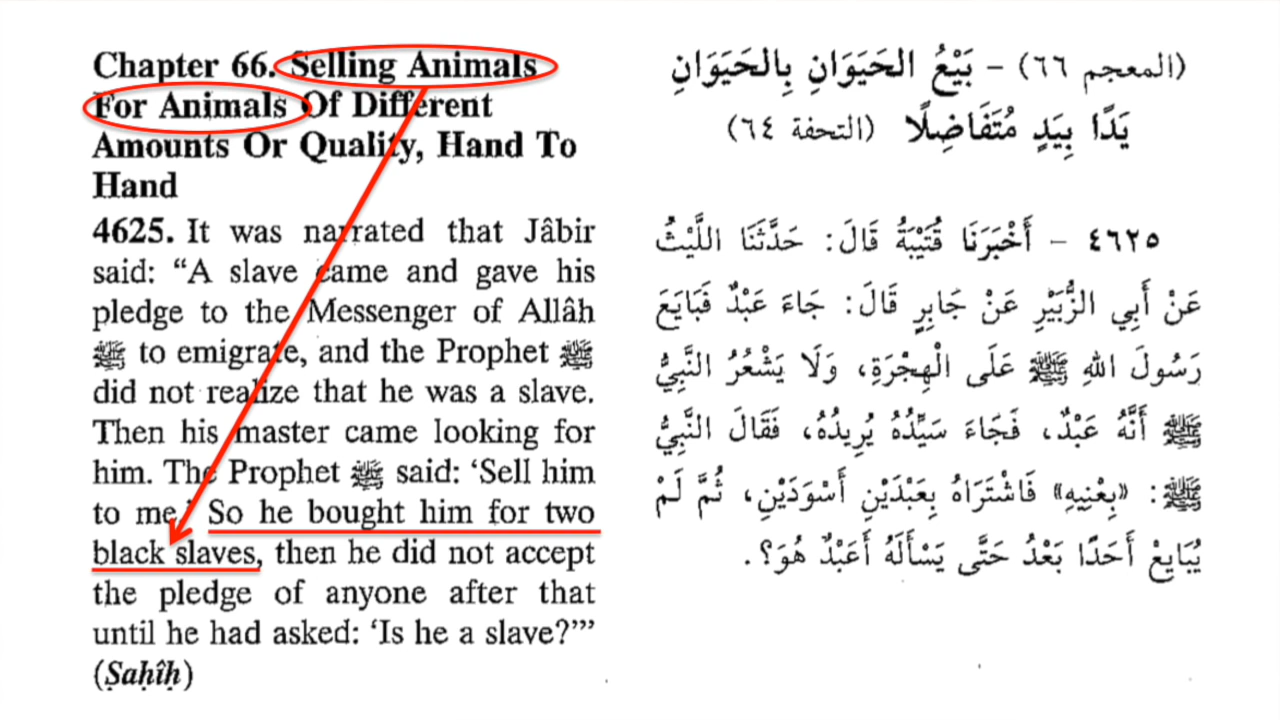 Chapter 66. Selling Animals
For Animals Of Different
Amounts Or Quality, Hand To
Hand
4625. It was narrated that Jâbir
said: “A slave came and gave his
pledge to the Messenger of Allâh
ﷺ to emigrate, and the Prophet ﷺ
did not realize that he was a slave.
Then his master came looking for
him. The Prophet ﷺ said: ‘Sell him
to me.’ So he bought him for two
black slaves, then he did not accept
the pledge of anyone after that
until he had asked: ‘Is he a slave?’”
(Ṣaḥîḥ)
(المعجم ٦٦) – بَيْعُ الحَيَوَانِ بِالحَيَوَانِ
يَدًا بِيَدٍ مُتَفَاضِلًا (التحفة ٦٤)
٤٦٢٥ – أَخْبَرَنَا قُتَيْبَةُ قَالَ: حَدَّثَنَا اللَّيْثُ
عَنْ أَبِي الزُّبَيْرِ عَنْ جَابِرٍ قَالَ: جَاءَ عَبْدٌ فَبَايَعَ
رَسُولَ اللهِ ﷺ عَلَى الْهِجْرَةِ، وَلَا يَشْعُرُ النَّبِيُّ
ﷺ أَنَّهُ عَبْدٌ، فَجَاءَ سَيِّدُهُ يُرِيدُهُ، فَقَالَ النَّبِيُّ
ﷺ: «بِعْنِيهِ» فَاشْتَرَاهُ بِعَبْدَيْنِ أَسْوَدَيْنِ، ثُمَّ لَمْ
يُبَايِعْ أَحَدًا بَعْدُ حَتَّى يَسْأَلَهُ أَعَبْدٌ هُوَ؟.